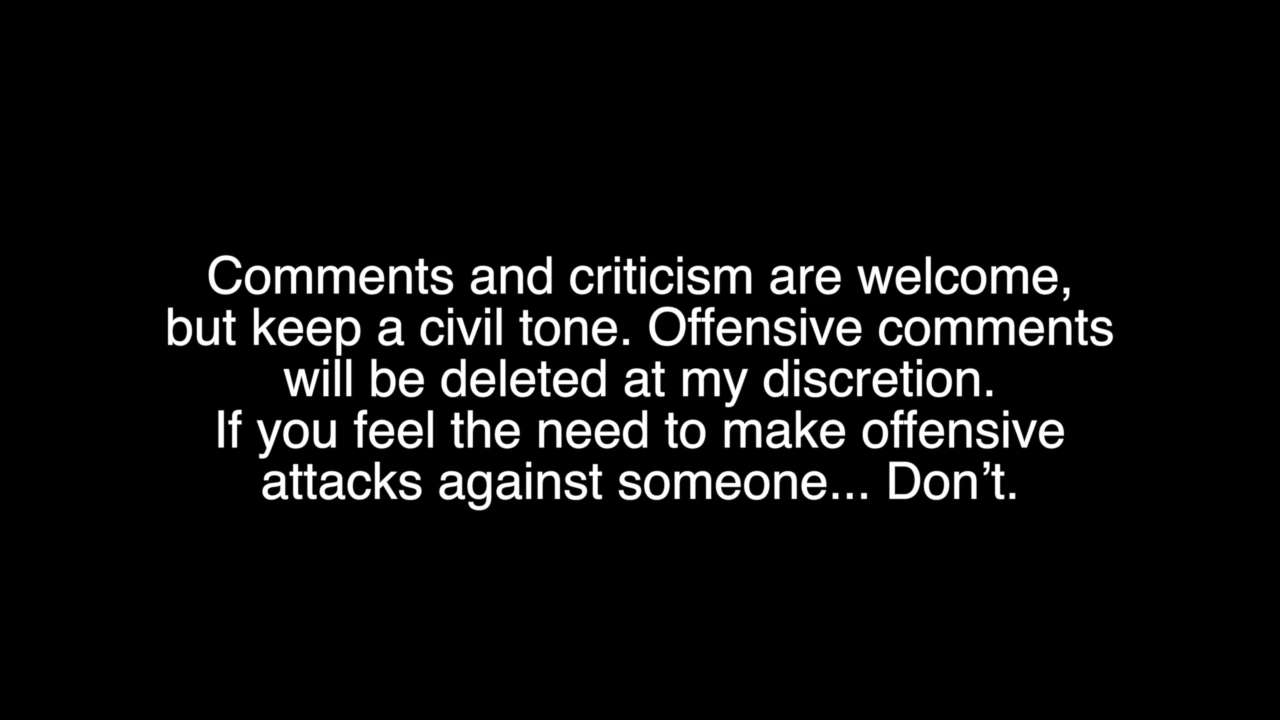 Comments and criticism are welcome,
but keep a civil tone. Offensive comments
will be deleted at my discretion.
If you feel the need to make offensive
attacks against someone... Don’t.